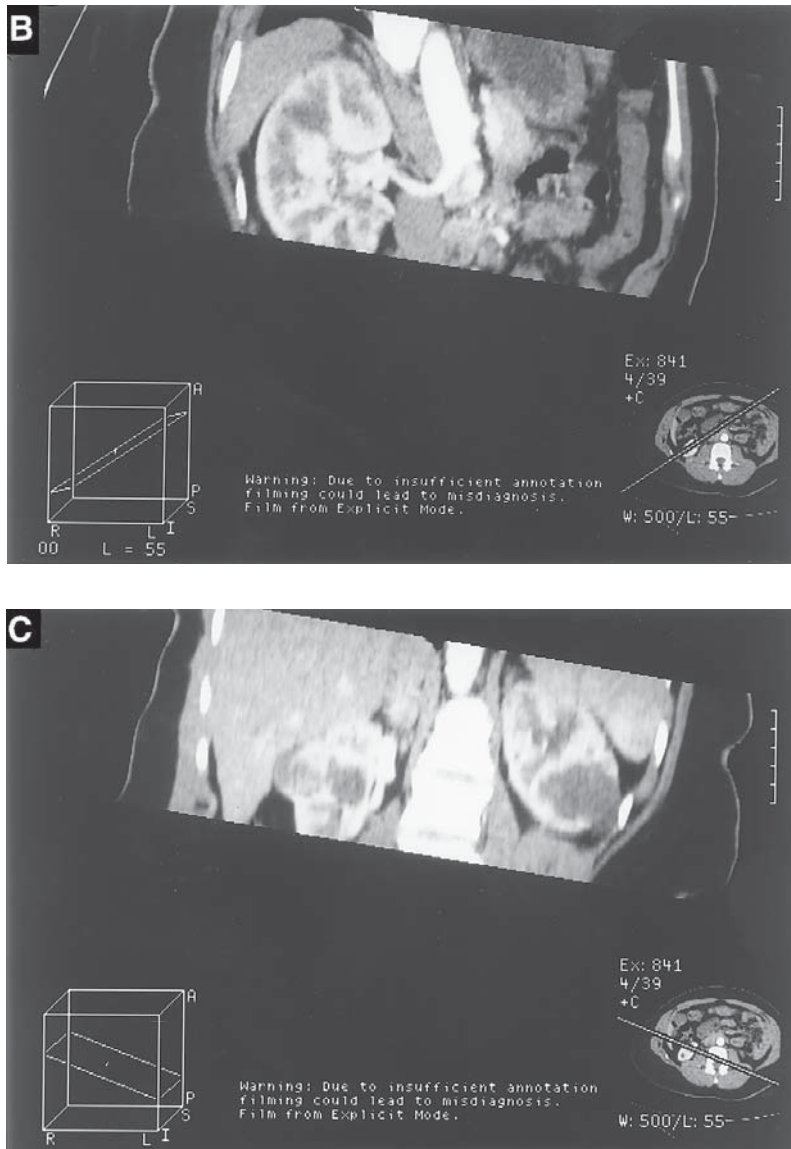 B
A
P
S
R L I
00 L = 55
Warning: Due to insufficient annotation
filming could lead to misdiagnosis.
Film from Explicit Mode.
Ex: 841
4/39
+C
W: 500/L: 55
C
A
P
S
R L I
Warning: Due to insufficient annotation
filming could lead to misdiagnosis.
Film from Explicit Mode.
Ex: 841
4/39
+C
W: 500/L: 55